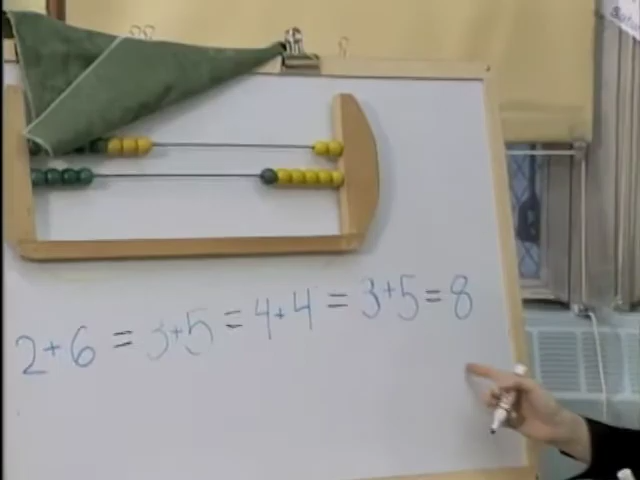 2+6 = 3+5 = 4+4 = 3+5 = 8